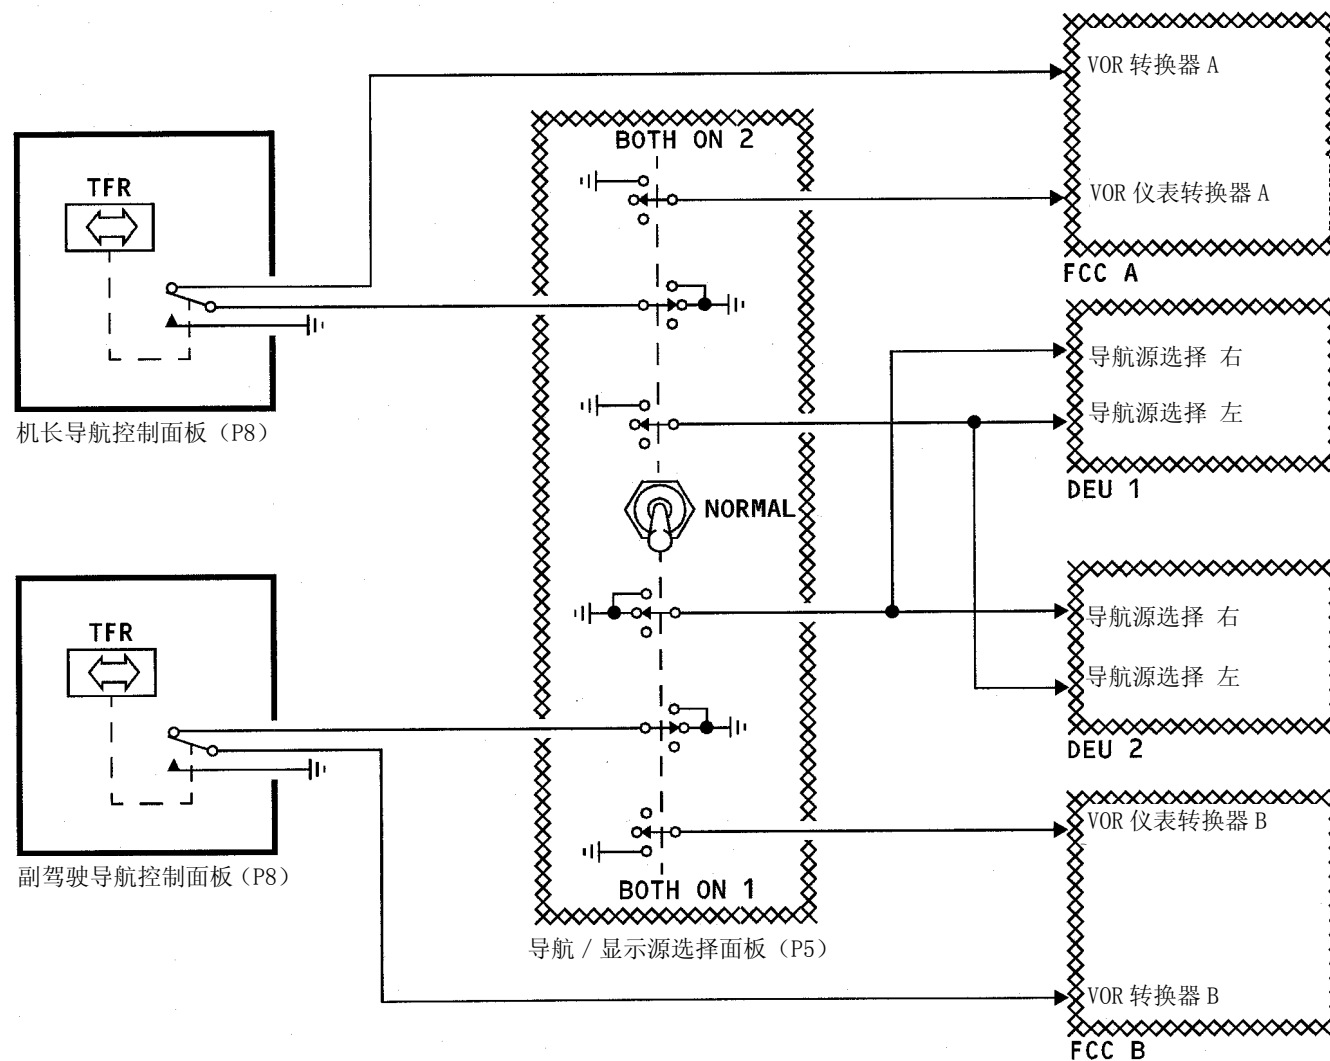 VOR 转换器 A
BOTH ON 2
TFR
VOR 仪表转换器 A
FCC A
导航源选择 右
导航源选择 左
机长导航控制面板（P8）
DEU 1
NORMAL
导航源选择 右
TFR
导航源选择 左
DEU 2
VOR 仪表转换器 B
副驾驶导航控制面板（P8）
BOTH ON 1
导航 / 显示源选择面板（P5）
VOR 转换器 B
FCC B